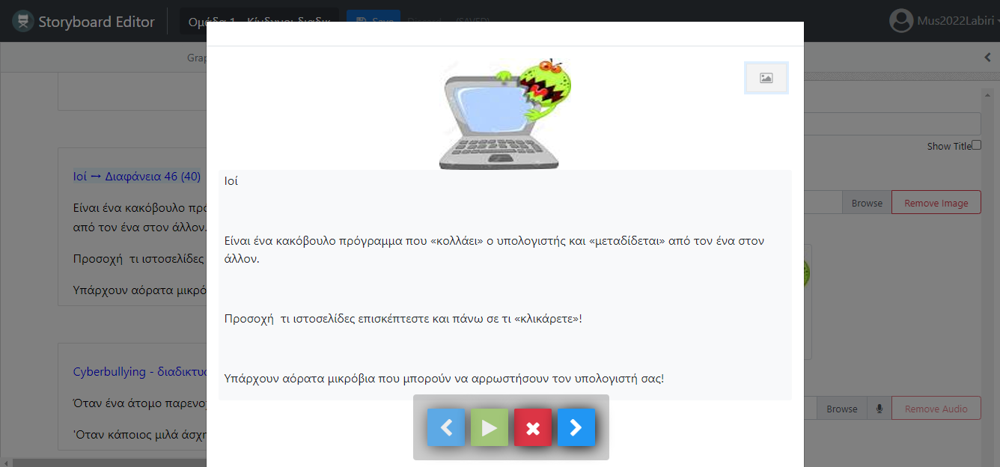 Storyboard Editor
Ομάδα 1 - Κίνδυνοι διαδικ
Save
Discard
(SAVED)
Mus2022Labiri
Grap
Show Title
Ιοί ↔ Διαφάνεια 46 (40)
Είναι ένα κακόβουλο πρό
από τον ένα στον άλλον.
Προσοχή τι ιστοσελίδες
Υπάρχουν αόρατα μικρό
Cyberbullying - διαδικτυα
Όταν ένα άτομο παρενο
'Όταν κάποιος μιλά άσχη
Ιοί
Είναι ένα κακόβουλο πρόγραμμα που «κολλάει» ο υπολογιστής και «μεταδίδεται» από τον ένα στον
άλλον.
Προσοχή τι ιστοσελίδες επισκέπτεστε και πάνω σε τι «κλικάρετε»!
Υπάρχουν αόρατα μικρόβια που μπορούν να αρρωστήσουν τον υπολογιστή σας!
Browse
Remove Image
Browse
Remove Audio